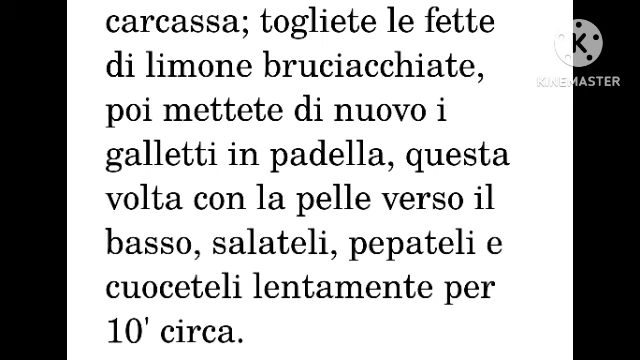 carcassa; togliete le fette
di limone bruciacchiate,
poi mettete di nuovo i
galletti in padella, questa
volta con la pelle verso il
basso, salateli, pepateli e
cuoceteli lentamente per
10' circa.
K
KINEMASTER